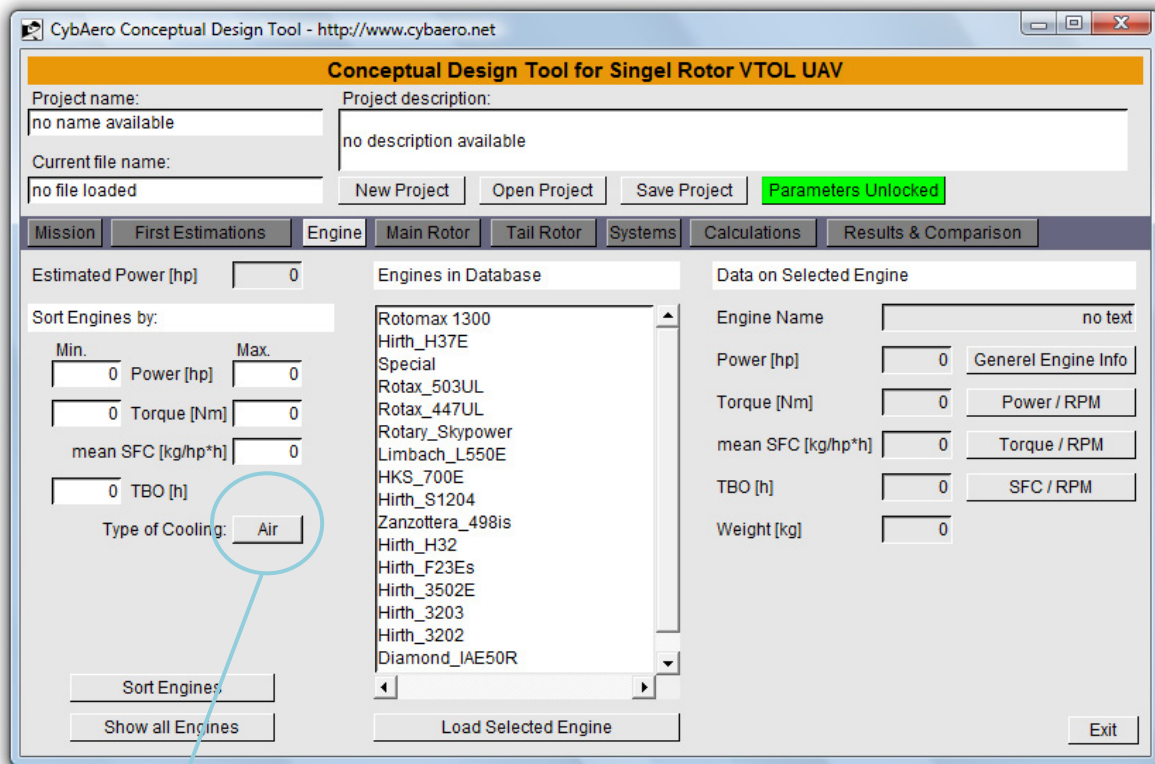 CybAero Conceptual Design Tool - http://www.cybaero.net
Conceptual Design Tool for Singel Rotor VTOL UAV
Project name:
no name available
Project description:
no description available
Current file name:
no file loaded
New Project Open Project Save Project Parameters Unlocked
Mission First Estimations Engine Main Rotor Tail Rotor Systems Calculations Results & Comparison
Estimated Power [hp] 0
Sort Engines by:
Min. Max.
0 Power [hp] 0
0 Torque [Nm] 0
mean SFC [kg/hp*h] 0
0 TBO [h]
Type of Cooling: Air
Sort Engines
Show all Engines
Engines in Database
Rotomax 1300
Hirth_H37E
Special
Rotax_503UL
Rotax_447UL
Rotary_Skypower
Limbach_L550E
HKS_700E
Hirth_S1204
Zanzottera_498is
Hirth_H32
Hirth_F23Es
Hirth_3502E
Hirth_3203
Hirth_3202
Diamond_IAE50R
Load Selected Engine
Data on Selected Engine
Engine Name no text
Power [hp] 0 Generel Engine Info
Torque [Nm] 0 Power / RPM
mean SFC [kg/hp*h] 0 Torque / RPM
TBO [h] 0 SFC / RPM
Weight [kg] 0
Exit